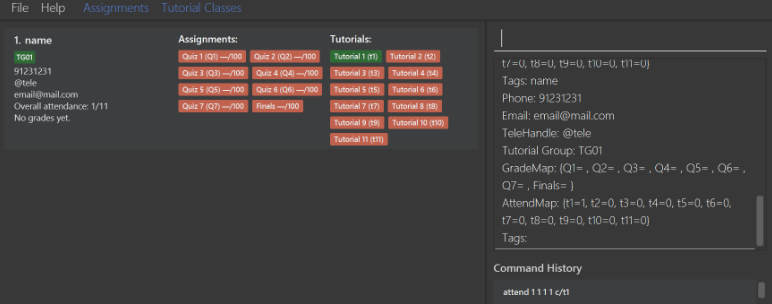 File Help Assignments Tutorial Classes
1. name
TG01
91231231
@tele
email@mail.com
Overall attendance: 1/11
No grades yet.
Assignments:
Quiz 1 (Q1) —/100 Quiz 2 (Q2) —/100
Quiz 3 (Q3) —/100 Quiz 4 (Q4) —/100
Quiz 5 (Q5) —/100 Quiz 6 (Q6) —/100
Quiz 7 (Q7) —/100 Finals —/100
Tutorials:
Tutorial 1 (t1) Tutorial 2 (t2)
Tutorial 3 (t3) Tutorial 4 (t4)
Tutorial 5 (t5) Tutorial 6 (t6)
Tutorial 7 (t7) Tutorial 8 (t8)
Tutorial 9 (t9) Tutorial 10 (t10)
Tutorial 11 (t11)
t7=0, t8=0, t9=0, t10=0, t11=0}
Tags: name
Phone: 91231231
Email: email@mail.com
TeleHandle: @tele
Tutorial Group: TG01
GradeMap: {Q1= , Q2= , Q3= , Q4= , Q5= , Q6= ,
Q7= , Finals= }
AttendMap: {t1=1, t2=0, t3=0, t4=0, t5=0, t6=0,
t7=0, t8=0, t9=0, t10=0, t11=0}
Tags:
Command History
attend 1 1 1 1 c/t1